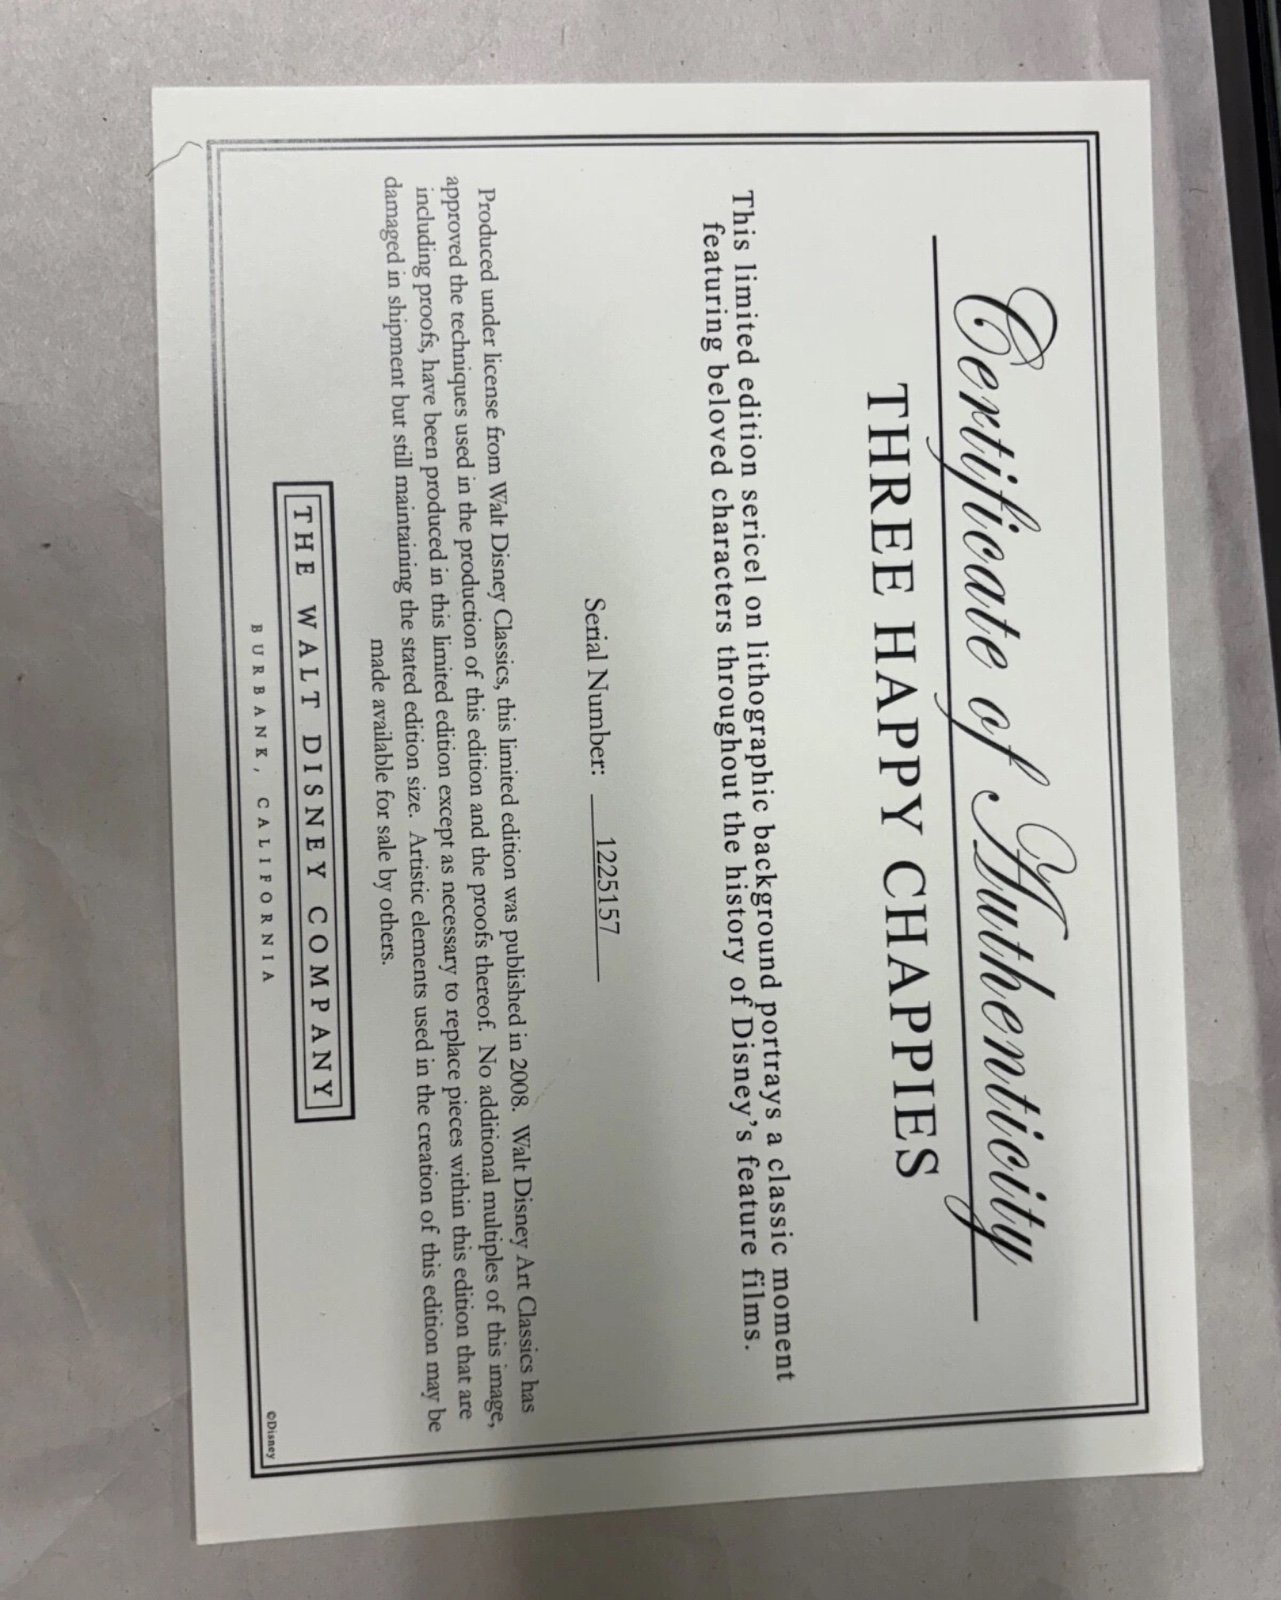 Certificate of Authenticity
THREE HAPPY CHAPPIES
This limited edition sericel on lithographic background portrays a classic moment
featuring beloved characters throughout the history of Disney's feature films.
Serial Number: 1225157
Produced under license from Walt Disney Classics, this limited edition was published in 2008. Walt Disney Art Classics has
approved the techniques used in the production of this edition and the proofs thereof. No additional multiples of this image,
including proofs, have been produced in this limited edition except as necessary to replace pieces within this edition that are
damaged in shipment but still maintaining the stated edition size. Artistic elements used in the creation of this edition may be
made available for sale by others.
THE WALT DISNEY COMPANY
BURBANK, CALIFORNIA
©Disney